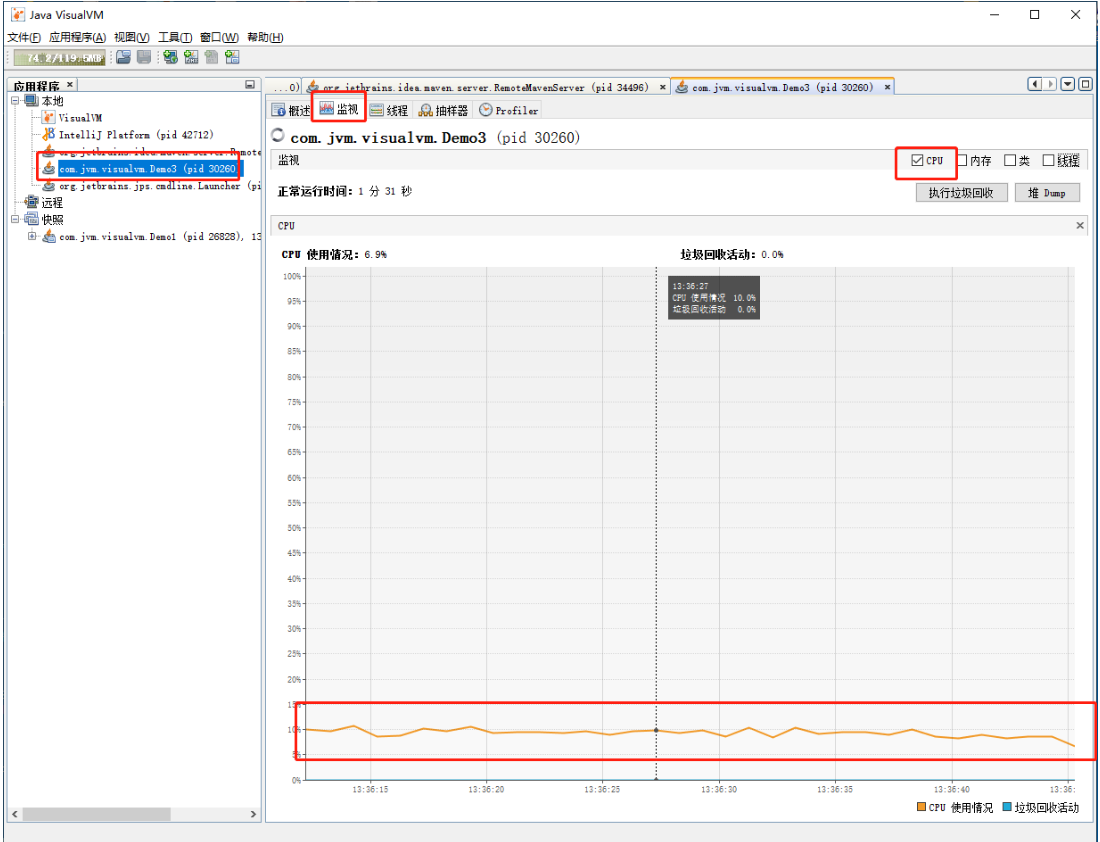 Java VisualVM
文件(F) 应用程序(A) 视图(V) 工具(T) 窗口(W) 帮助(H)
74.2/119.5MB
应用程序 ×
本地
VisualVM
IntelliJ Platform (pid 42712)
org.jetbrains.idea.maven.server.Remote
com.jvm.visualvm.Demo3 (pid 30260)
org.jetbrains.jps.cmdline.Launcher (pi
远程
快照
com.jvm.visualvm.Demo1 (pid 26828), 13
...0) org.jetbrains.idea.maven.server.RemoteMavenServer (pid 34496) × com.jvm.visualvm.Demo3 (pid 30260) ×
概述 监视 线程 抽样器 Profiler
com.jvm.visualvm.Demo3 (pid 30260)
监视 CPU 内存 类 线程
正常运行时间: 1 分 31 秒 执行垃圾回收 堆 Dump
CPU ×
CPU 使用情况: 6.9% 垃圾回收活动: 0.0%
13:36:27
CPU 使用情况 10.0%
垃圾回收活动 0.0%
100%
95%
90%
85%
80%
75%
70%
65%
60%
55%
50%
45%
40%
35%
30%
25%
20%
15%
10%
5%
0%
13:36:15 13:36:20 13:36:25 13:36:30 13:36:35 13:36:40 13:36:
CPU 使用情况 垃圾回收活动